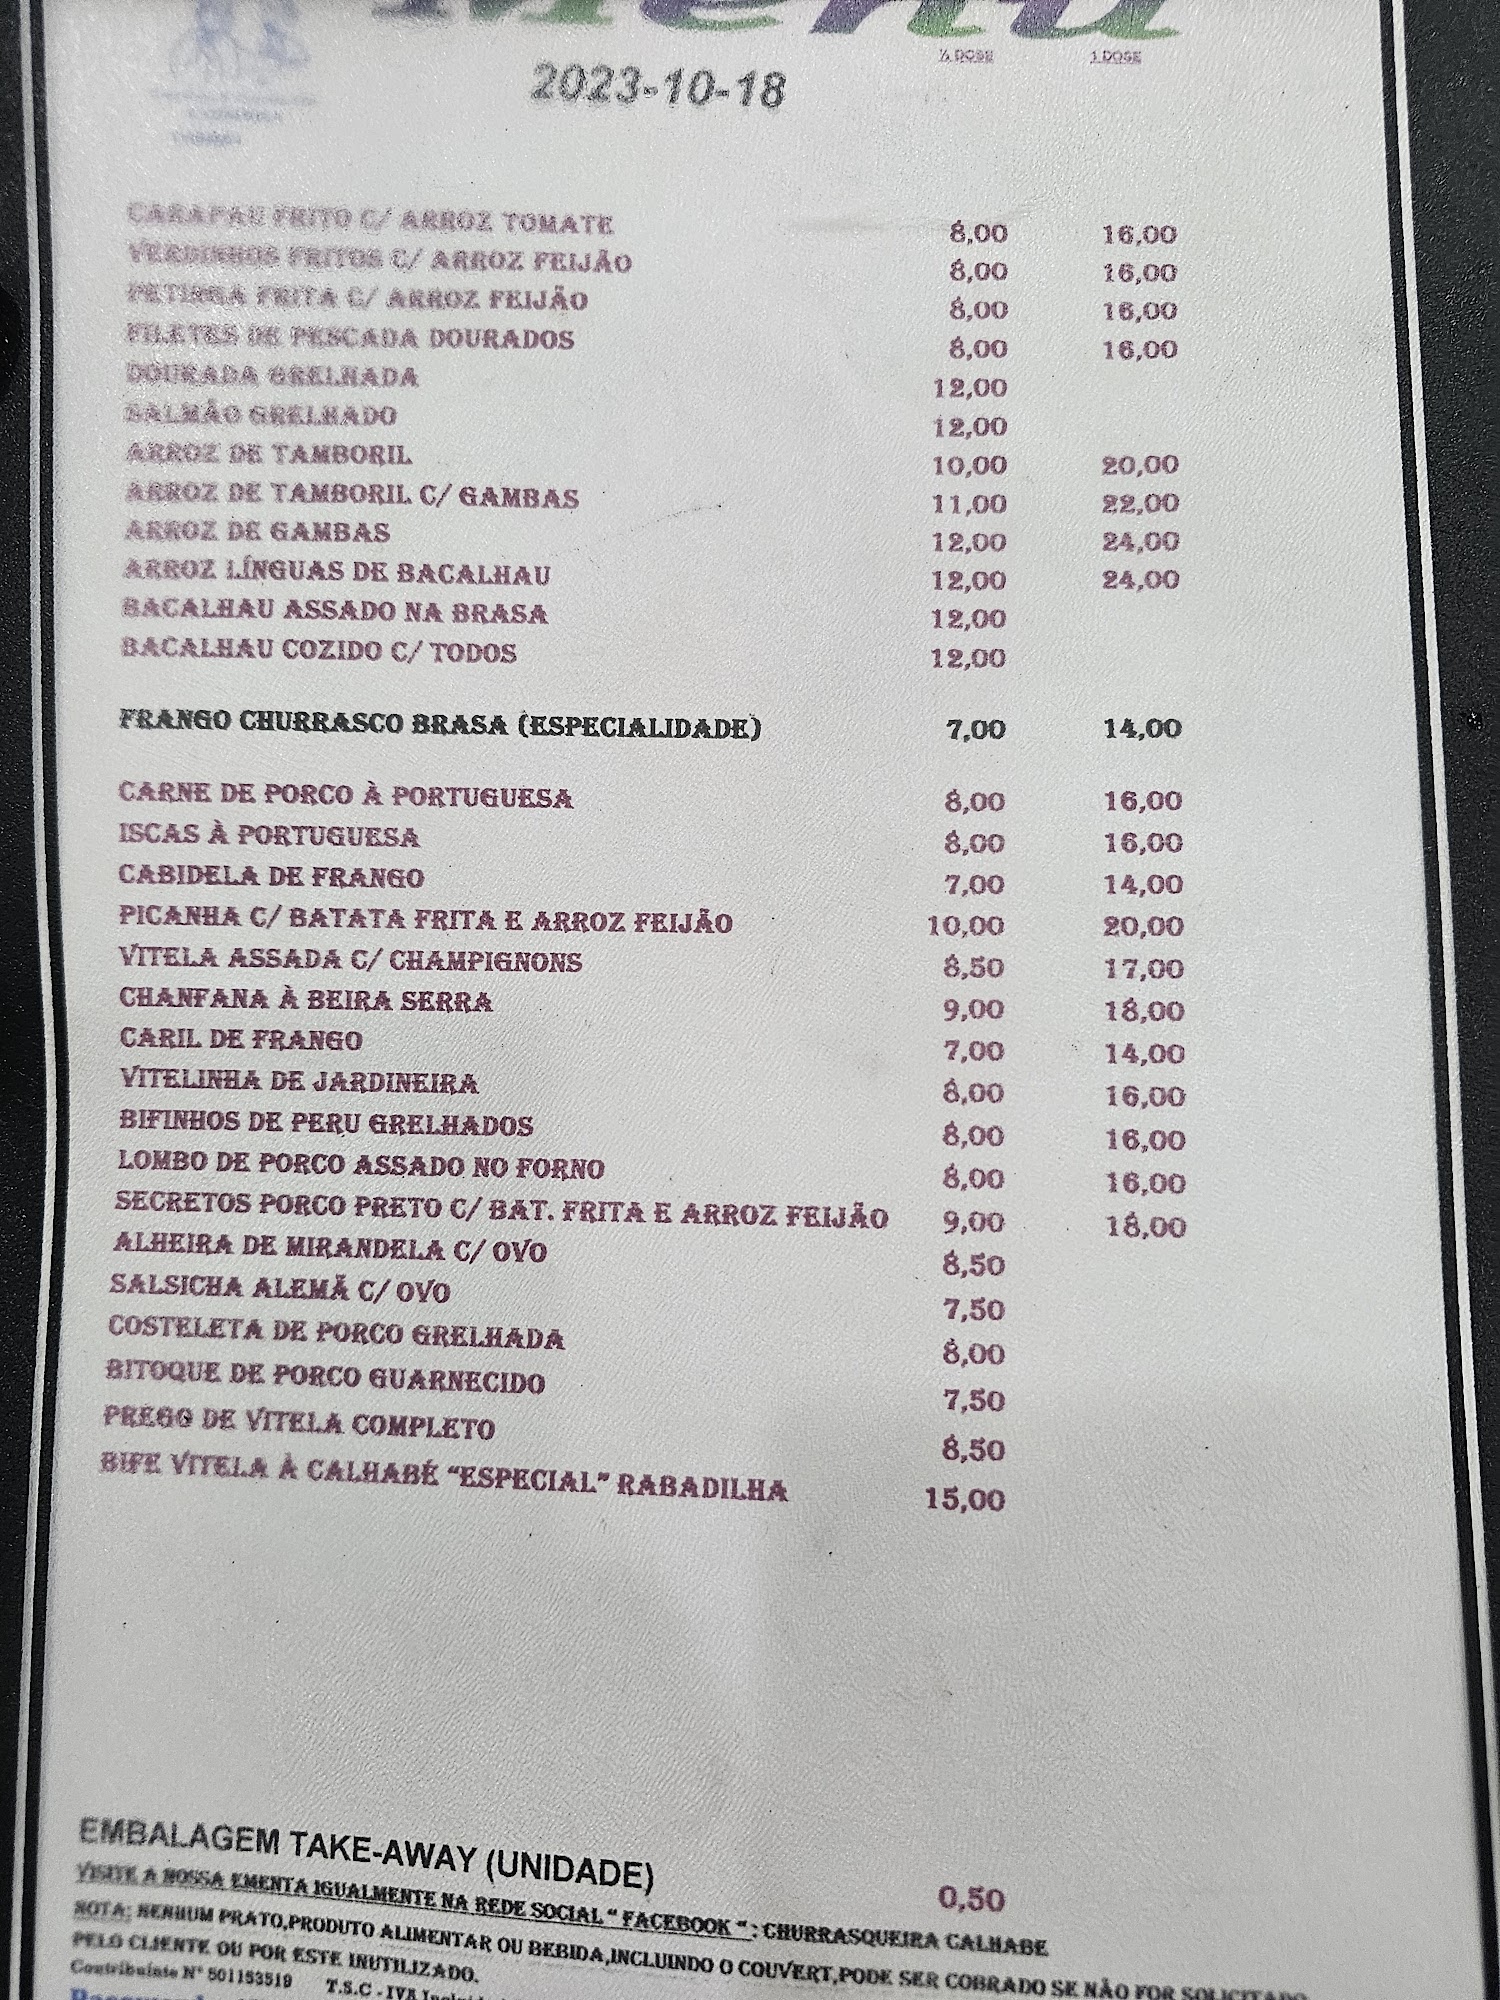 Menu
½ DOSE 1 DOSE
2023-10-18
CARAPAU FRITO C/ ARROZ TOMATE 8,00 16,00
VERDINHOS FRITOS C/ ARROZ FEIJÃO 8,00 16,00
PETINHA FRITA C/ ARROZ FEIJÃO 8,00 16,00
FILETES DE PESCADA DOURADOS 8,00 16,00
DOURADA GRELHADA 12,00
SALMÃO GRELHADO 12,00
ARROZ DE TAMBORIL 10,00 20,00
ARROZ DE TAMBORIL C/ GAMBAS 11,00 22,00
ARROZ DE GAMBAS 12,00 24,00
ARROZ LÍNGUAS DE BACALHAU 12,00 24,00
BACALHAU ASSADO NA BRASA 12,00
BACALHAU COZIDO C/ TODOS 12,00
FRANGO CHURRASCO BRASA (ESPECIALIDADE) 7,00 14,00
CARNE DE PORCO À PORTUGUESA 8,00 16,00
ISCAS À PORTUGUESA 8,00 16,00
CABIDELA DE FRANGO 7,00 14,00
PICANHA C/ BATATA FRITA E ARROZ FEIJÃO 10,00 20,00
VITELA ASSADA C/ CHAMPIGNONS 8,50 17,00
CHANFANA À BEIRA SERRA 9,00 18,00
CARIL DE FRANGO 7,00 14,00
VITELINHA DE JARDINEIRA 8,00 16,00
BIFINHOS DE PERU GRELHADOS 8,00 16,00
LOMBO DE PORCO ASSADO NO FORNO 8,00 16,00
SECRETOS PORCO PRETO C/ BAT. FRITA E ARROZ FEIJÃO 9,00 18,00
ALHEIRA DE MIRANDELA C/ OVO 8,50
SALSICHA ALEMÃ C/ OVO 7,50
COSTELETA DE PORCO GRELHADA 8,00
BITOQUE DE PORCO GUARNECIDO 7,50
PREGO DE VITELA COMPLETO 8,50
BIFE VITELA À CALHABÉ “ESPECIAL” RABADILHA 15,00
EMBALAGEM TAKE-AWAY (UNIDADE) 0,50
VISITE A NOSSA EMENTA IGUALMENTE NA REDE SOCIAL “ FACEBOOK “ : CHURRASQUEIRA CALHABE
NOTA; NENHUM PRATO,PRODUTO ALIMENTAR OU BEBIDA,INCLUINDO O COUVERT,PODE SER COBRADO SE NÃO FOR SOLICITADO
PELO CLIENTE OU POR ESTE INUTILIZADO.
Contribuinte Nº 501153519 T.S.C - IVA